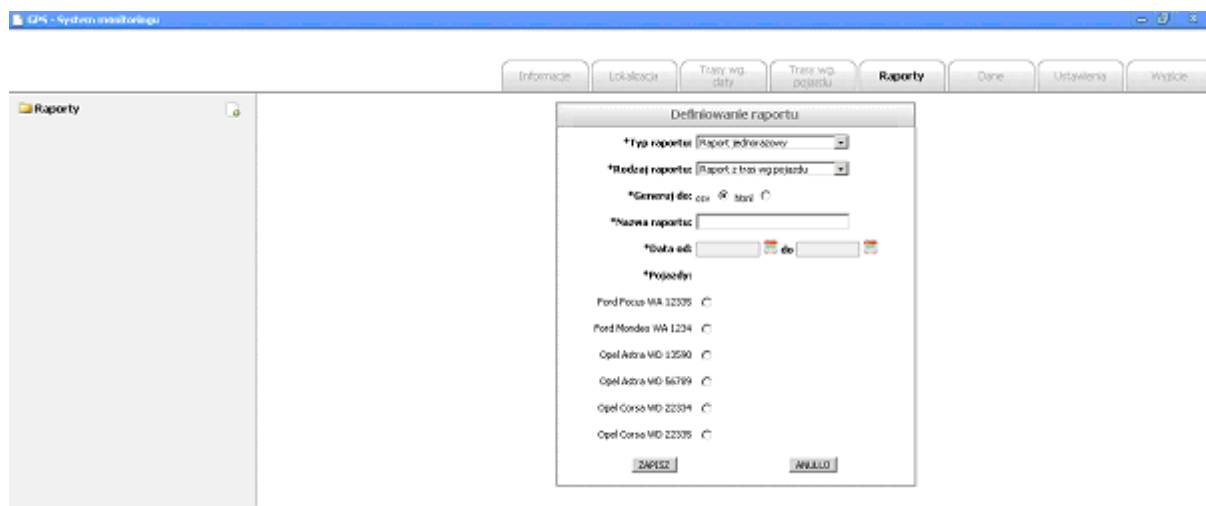 GPS - System monitoringu
Informacje
Lokalizacja
Trasy wg. daty
Trasy wg. pojazdu
Raporty
Dane
Ustawienia
Wyjście
Raporty
Definiowanie raportu
*Typ raportu: Raport jednorazowy
*Rodzaj raportu: Raport z tras wg pojazdu
*Generuj do: csv html
*Nazwa raportu:
*Data od: do
*Pojazdy:
Ford Focus WA 12335
Ford Mondeo WA 1234
Opel Astra WD 13590
Opel Astra WD 56789
Opel Corsa WD 22334
Opel Corsa WD 22335
ZAPISZ
ANULUJ